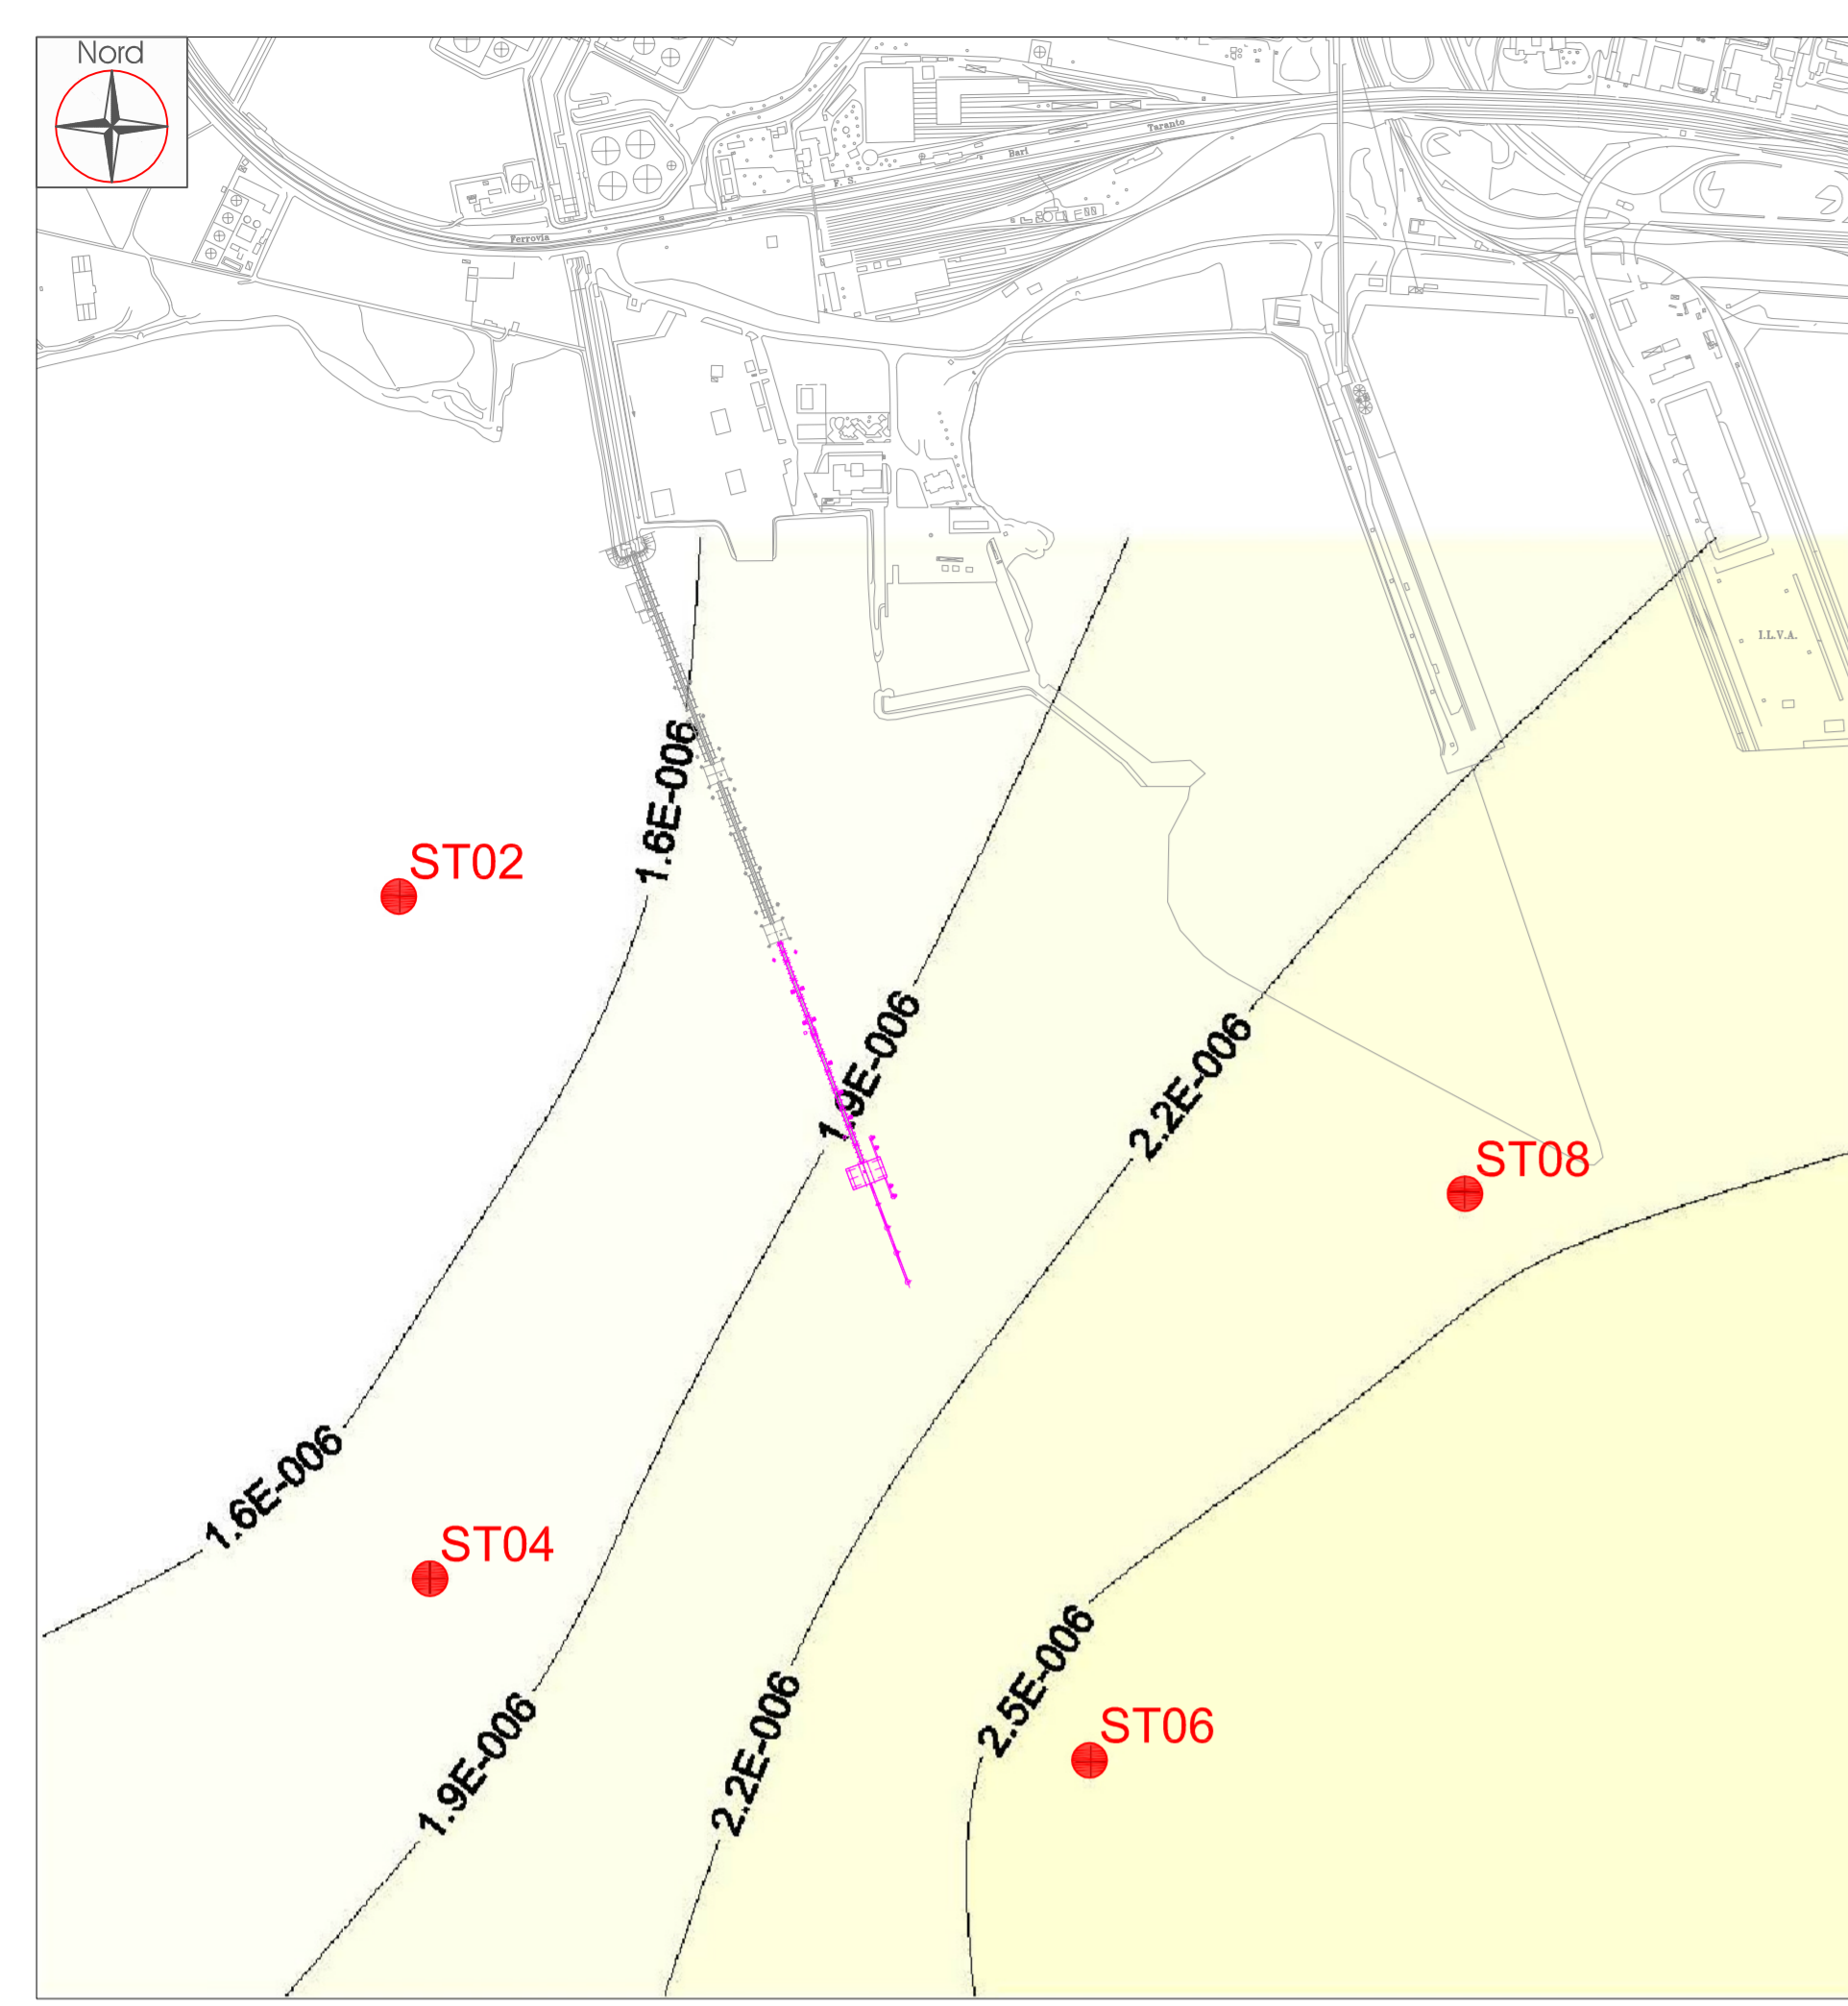 Nord
Taranto
Bari
F. S.
Ferrovia
I.L.V.A.
1.6E-006
ST02
1.9E-006
2.2E-006
ST08
1.6E-006
ST04
2.5E-006
1.9E-006
2.2E-006
ST06